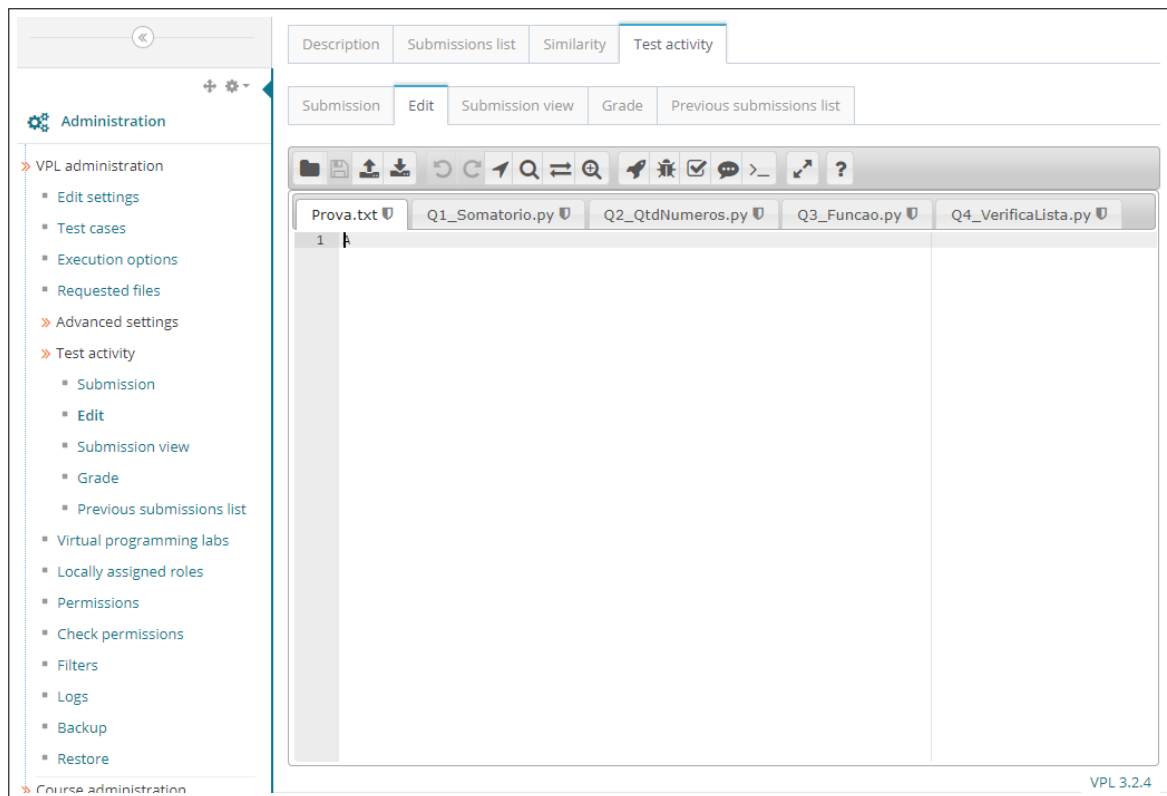 Administration
VPL administration
Edit settings
Test cases
Execution options
Requested files
Advanced settings
Test activity
Submission
Edit
Submission view
Grade
Previous submissions list
Virtual programming labs
Locally assigned roles
Permissions
Check permissions
Filters
Logs
Backup
Restore
Course administration
Description Submissions list Similarity Test activity
Submission Edit Submission view Grade Previous submissions list
Prova.txt Q1_Somatorio.py Q2_QtdNumeros.py Q3_Funcao.py Q4_VerificaLista.py
1 A
VPL 3.2.4